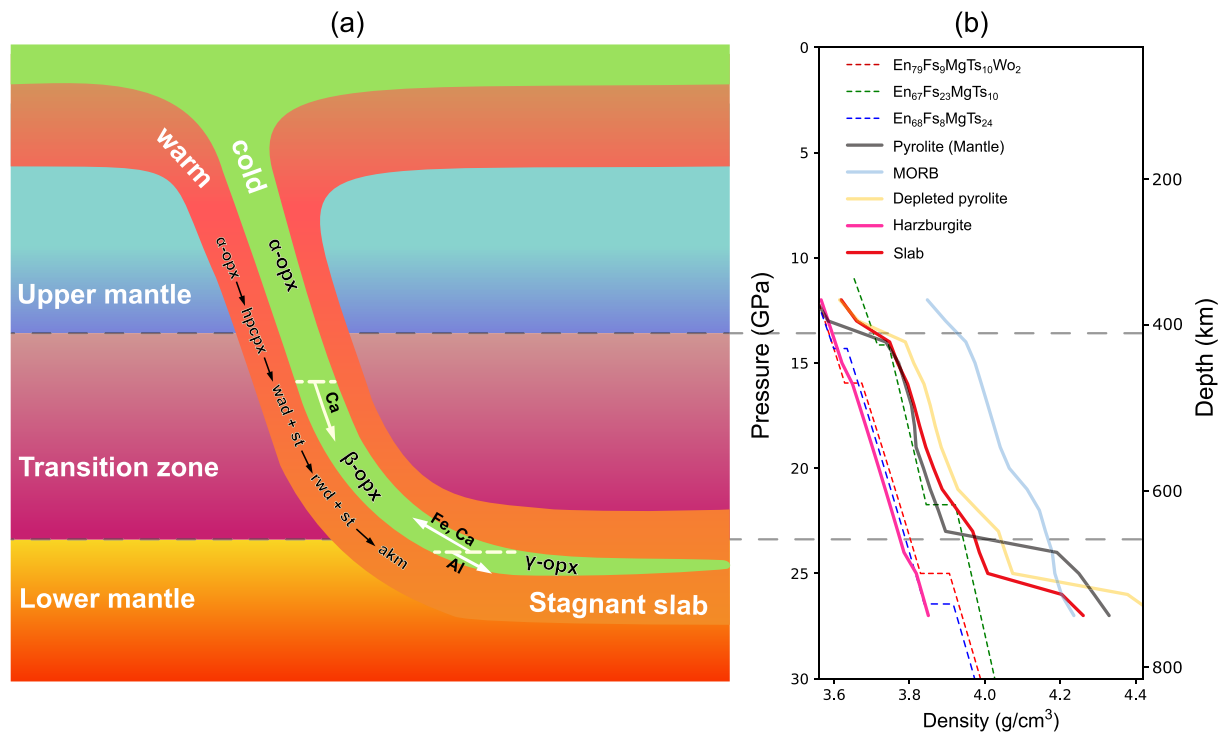 (a)
warm
cold
α-opx
α-opx
hpcpx
Upper mantle
wad + st
Ca
Transition zone
β-opx
rwd + st
Fe, Ca
akm
Al
γ-opx
Lower mantle
Stagnant slab
(b)
En₇₉Fs₉MgTs₁₀Wo₂
En₆₇Fs₂₃MgTs₁₀
En₆₈Fs₈MgTs₂₄
Pyrolite (Mantle)
MORB
Depleted pyrolite
Harzburgite
Slab
Pressure (GPa)
0
5
10
15
20
25
30
3.6 3.8 4.0 4.2 4.4
Density (g/cm³)
200
400
600
800
Depth (km)